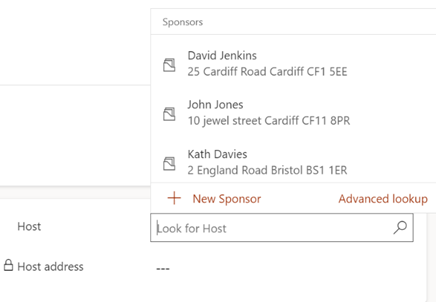 Sponsors
David Jenkins
25 Cardiff Road Cardiff CF1 5EE
John Jones
10 jewel street Cardiff CF11 8PR
Kath Davies
2 England Road Bristol BS1 1ER
New Sponsor Advanced lookup
Host Look for Host
Host address ---